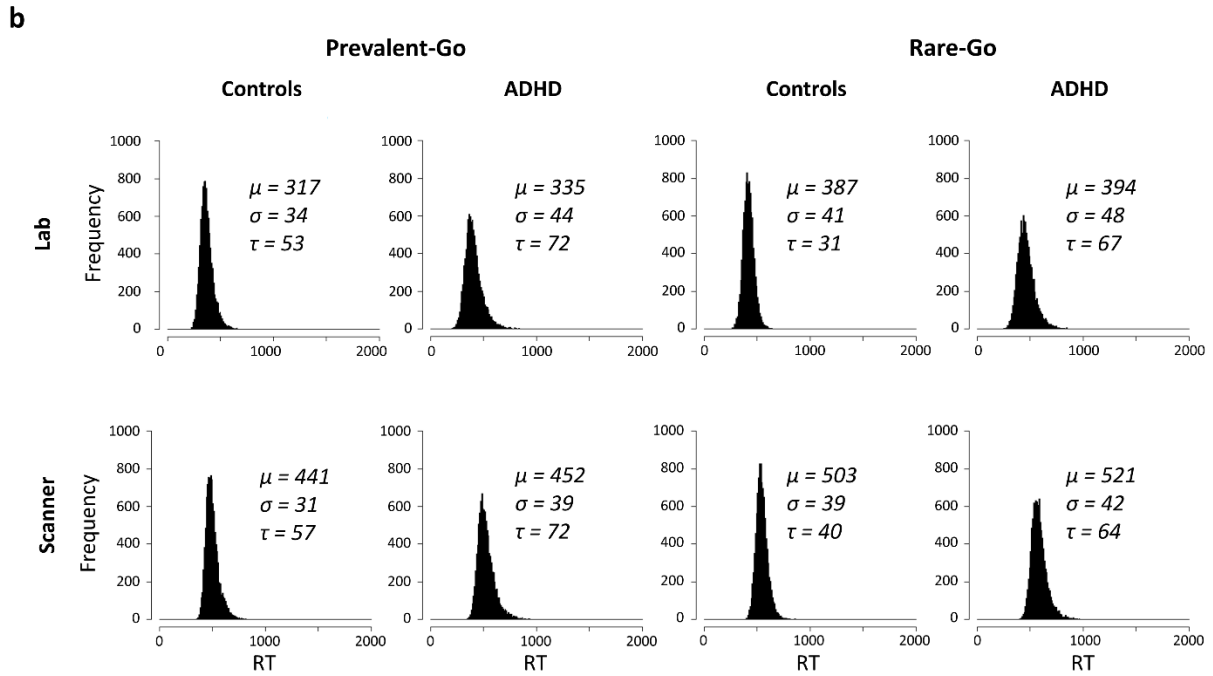 b
Prevalent-Go
Rare-Go
Controls
ADHD
Controls
ADHD
Lab
Frequency
1000
800
600
400
200
0
0
1000
2000
μ = 317
σ = 34
τ = 53
1000
800
600
400
200
0
0
1000
2000
μ = 335
σ = 44
τ = 72
1000
800
600
400
200
0
0
1000
2000
μ = 387
σ = 41
τ = 31
1000
800
600
400
200
0
0
1000
2000
μ = 394
σ = 48
τ = 67
Scanner
Frequency
1000
800
600
400
200
0
0
1000
2000
RT
μ = 441
σ = 31
τ = 57
1000
800
600
400
200
0
0
1000
2000
RT
μ = 452
σ = 39
τ = 72
1000
800
600
400
200
0
0
1000
2000
RT
μ = 503
σ = 39
τ = 40
1000
800
600
400
200
0
0
1000
2000
RT
μ = 521
σ = 42
τ = 64